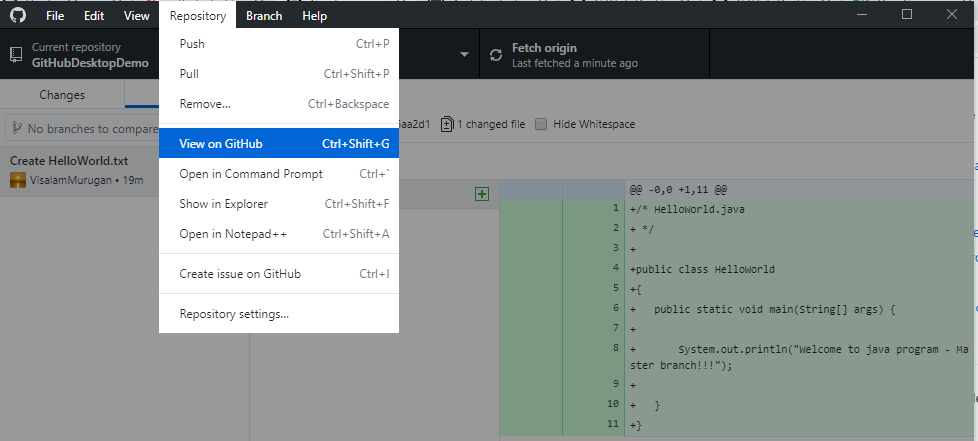 File Edit View Repository Branch Help
Current repository
GitHubDesktopDemo
Fetch origin
Last fetched a minute ago
Push Ctrl+P
Pull Ctrl+Shift+P
Remove... Ctrl+Backspace
View on GitHub Ctrl+Shift+G
Open in Command Prompt Ctrl+`
Show in Explorer Ctrl+Shift+F
Open in Notepad++ Ctrl+Shift+A
Create issue on GitHub Ctrl+I
Repository settings...
Changes
No branches to compare
Create HelloWorld.txt
VisalamMurugan • 19m
6aa2d1 1 changed file Hide Whitespace
@@ -0,0 +1,11 @@
1 +/* HelloWorld.java
2 + */
3 +
4 +public class HelloWorld
5 +{
6 + public static void main(String[] args) {
7 +
8 + System.out.println("Welcome to java program - Ma
ster branch!!!");
9 +
10 + }
11 +}